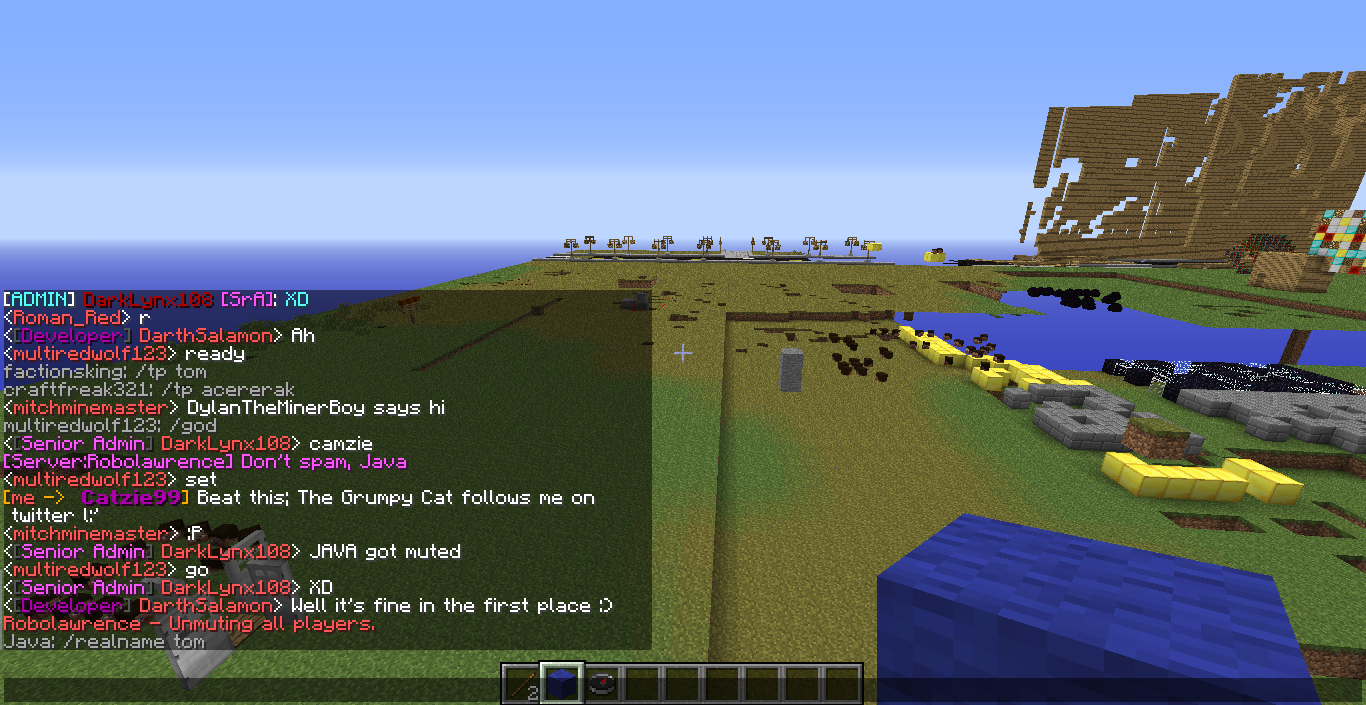 [ADMIN] DarkLynx108 [SrA]: XD
<Roman_Red> r
<[Developer] DarthSalamon> Ah
<multiredwolf123> ready
factionsking: /tp tom
craftfreak321: /tp acererak
<mitchminemaster> DylanTheMinerBoy says hi
multiredwolf123: /god
<[Senior Admin] DarkLynx108> camzie
[Server:Robolawrence] Don't spam, Java
<multiredwolf123> set
[me -> Catzie99] Beat this; The Grumpy Cat follows me on
twitter l:'
<mitchminemaster> :P
<[Senior Admin] DarkLynx108> JAVA got muted
<multiredwolf123> go
<[Senior Admin] DarkLynx108> XD
<[Developer] DarthSalamon> Well it's fine in the first place :)
Robolawrence - Unmuting all players.
Java: /realname tom
2